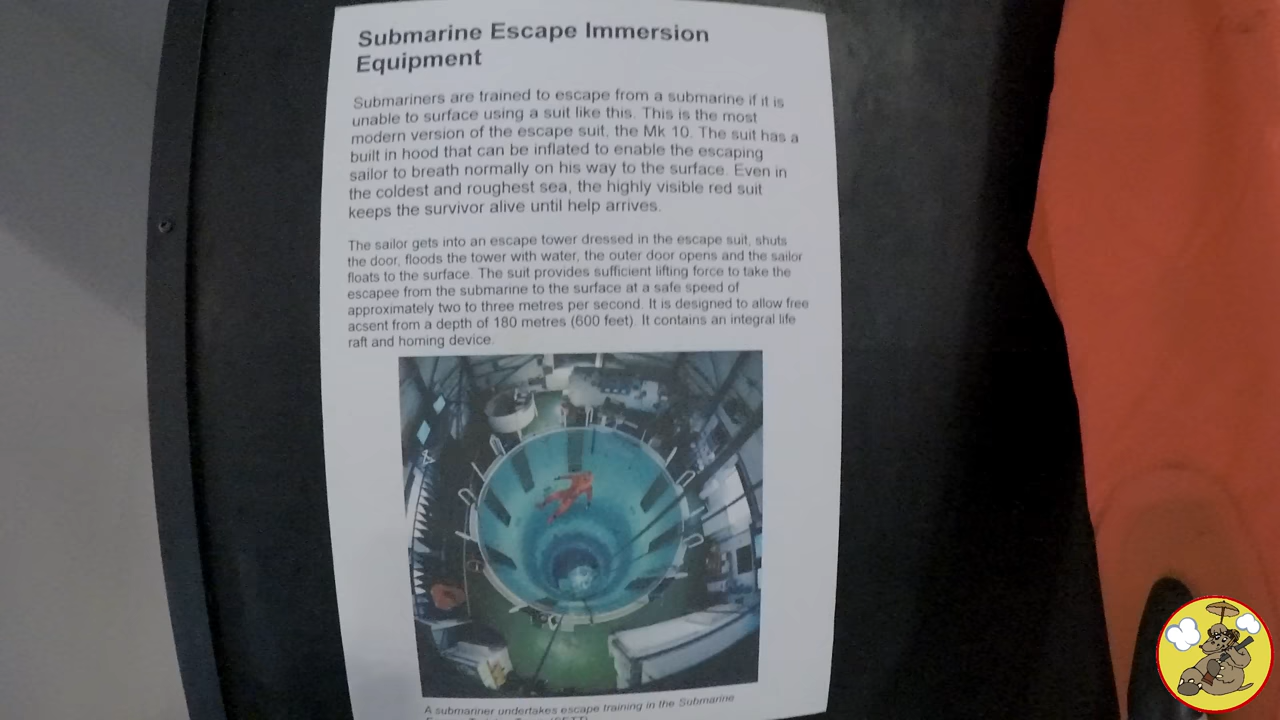 Submarine Escape Immersion
Equipment
Submariners are trained to escape from a submarine if it is
unable to surface using a suit like this. This is the most
modern version of the escape suit, the Mk 10. The suit has a
built in hood that can be inflated to enable the escaping
sailor to breath normally on his way to the surface. Even in
the coldest and roughest sea, the highly visible red suit
keeps the survivor alive until help arrives.
The sailor gets into an escape tower dressed in the escape suit, shuts
the door, floods the tower with water, the outer door opens and the sailor
floats to the surface. The suit provides sufficient lifting force to take the
escapee from the submarine to the surface at a safe speed of
approximately two to three metres per second. It is designed to allow free
acsent from a depth of 180 metres (600 feet). It contains an integral life
raft and homing device.
A submariner undertakes escape training in the Submarine